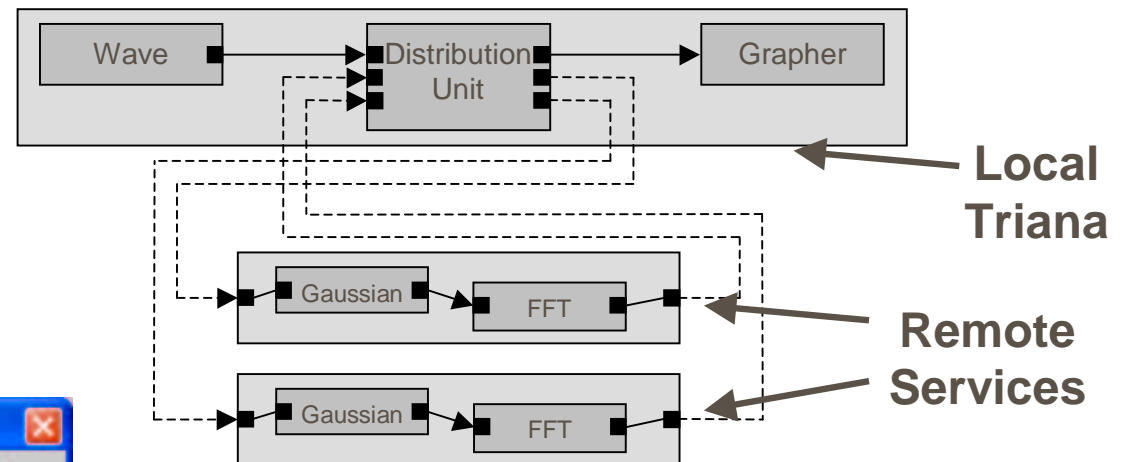 Wave
Distribution
Unit
Grapher
Local
Triana
Gaussian
FFT
Remote
Services
Gaussian
FFT